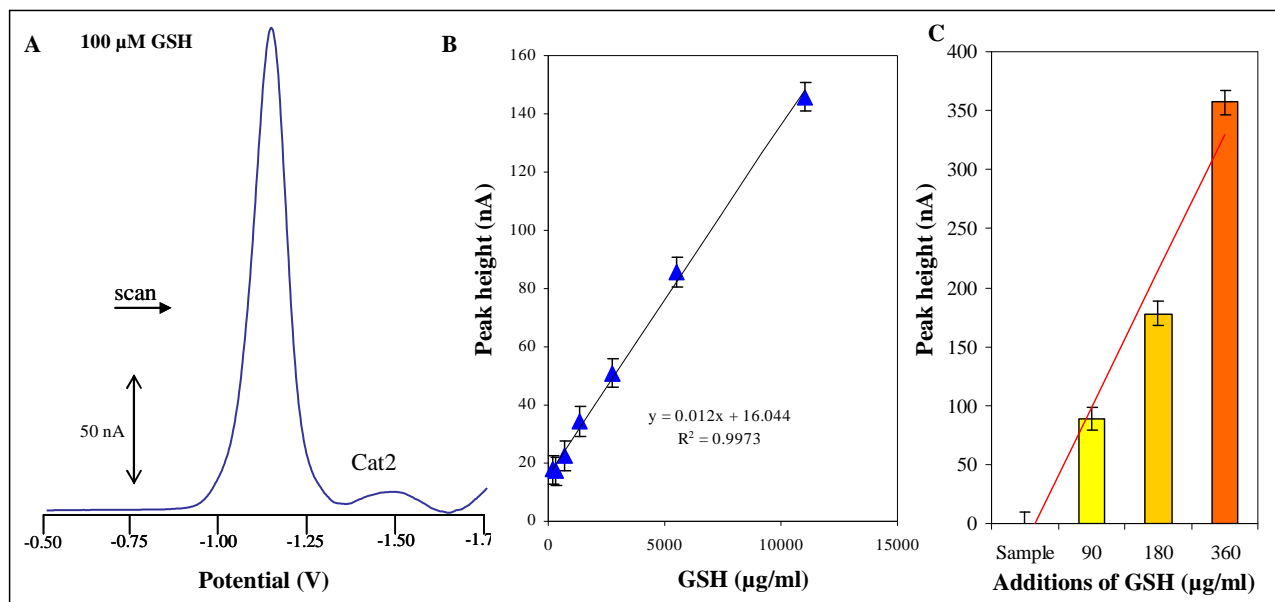 A
100 µM GSH
scan
50 nA
Cat2
-0.50 -0.75 -1.00 -1.25 -1.50 -1.7
Potential (V)
B
160
140
120
100
80
60
40
20
0
Peak height (nA)
y = 0.012x + 16.044
R² = 0.9973
0 5000 10000 15000
GSH (µg/ml)
C
400
350
300
250
200
150
100
50
0
Peak height (nA)
Sample 90 180 360
Additions of GSH (µg/ml)